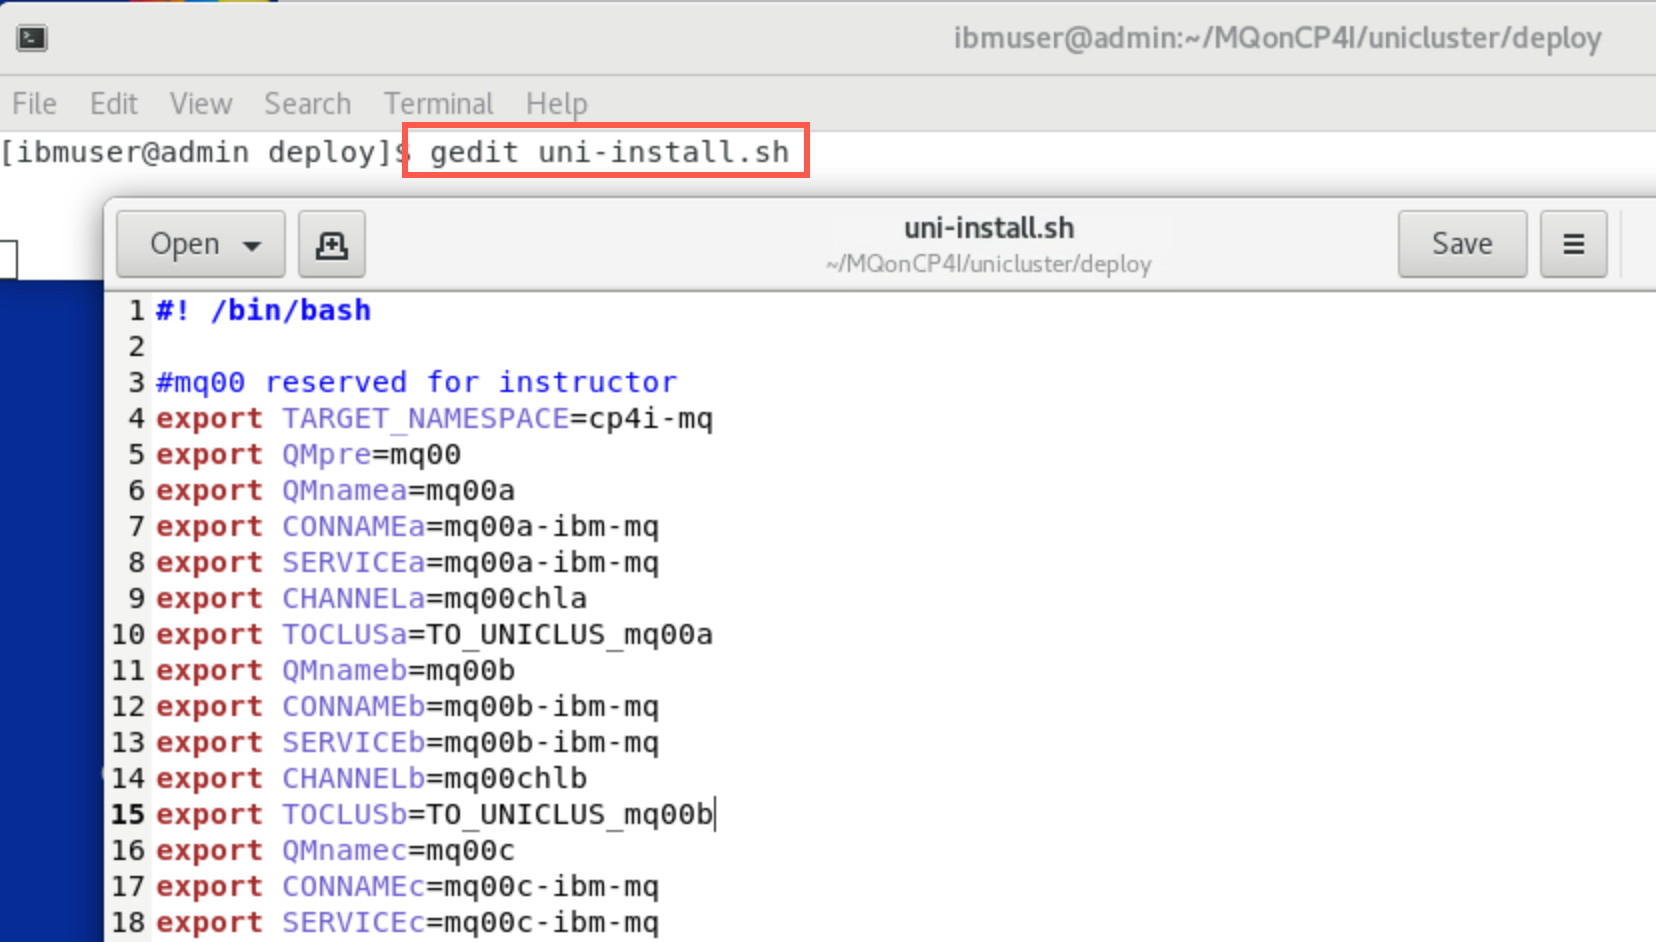 ibmuser@admin:~/MQonCP4I/unicluster/deploy
File Edit View Search Terminal Help
[ibmuser@admin deploy]$ gedit uni-install.sh
Open
uni-install.sh
~/MQonCP4I/unicluster/deploy
Save
1 #! /bin/bash
2
3 #mq00 reserved for instructor
4 export TARGET_NAMESPACE=cp4i-mq
5 export QMpre=mq00
6 export QMnamea=mq00a
7 export CONNAMEa=mq00a-ibm-mq
8 export SERVICEa=mq00a-ibm-mq
9 export CHANNELa=mq00chla
10 export TOCLUSa=TO_UNICLUS_mq00a
11 export QMnameb=mq00b
12 export CONNAMEb=mq00b-ibm-mq
13 export SERVICEb=mq00b-ibm-mq
14 export CHANNELb=mq00chlb
15 export TOCLUSb=TO_UNICLUS_mq00b
16 export QMnamec=mq00c
17 export CONNAMEc=mq00c-ibm-mq
18 export SERVICEc=mq00c-ibm-mq